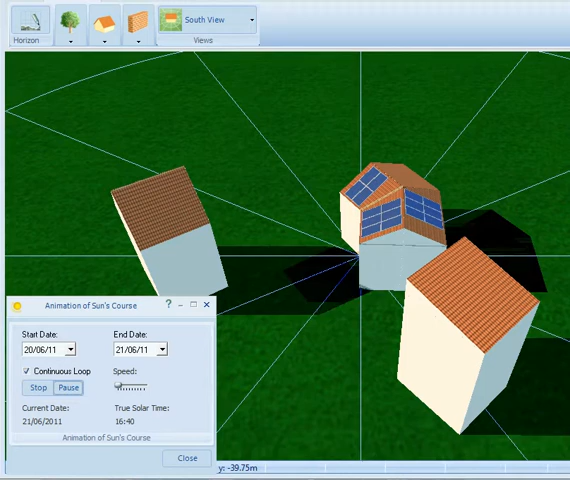 South View
Horizon
Views
Animation of Sun's Course
?
Start Date:
End Date:
20/06/11
21/06/11
Continuous Loop
Speed:
Stop
Pause
Current Date:
True Solar Time:
21/06/2011
16:40
Animation of Sun's Course
Close
y: -39.75m